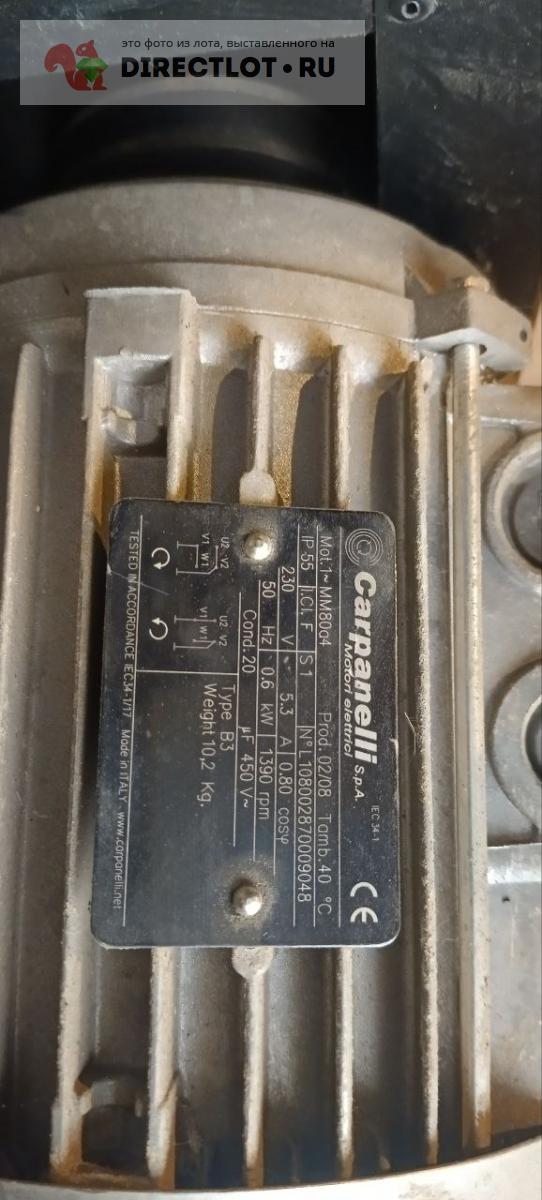 это фото из лота, выставленного на
DIRECTLOT•RU
Carpanelli S.p.A.
Motori elettrici
IEC 34-1
CE
Mot.1~ MM80a4 Prod. 02/08 Tamb. 40 °C
IP-55 I.Cl. F S 1 N° L108002870009048
230 V ~ 5.3 A 0,80 cosφ
50 Hz 0.6 kW 1390 rpm
Cond: 20 µF 450 V~
U2 V2
V1 W1
U2 V2
V1 W1
Type B3
Weight 10,2 Kg.
TESTED IN ACCORDANCE IEC34-1/17 Made in ITALY www.carpanelli.net